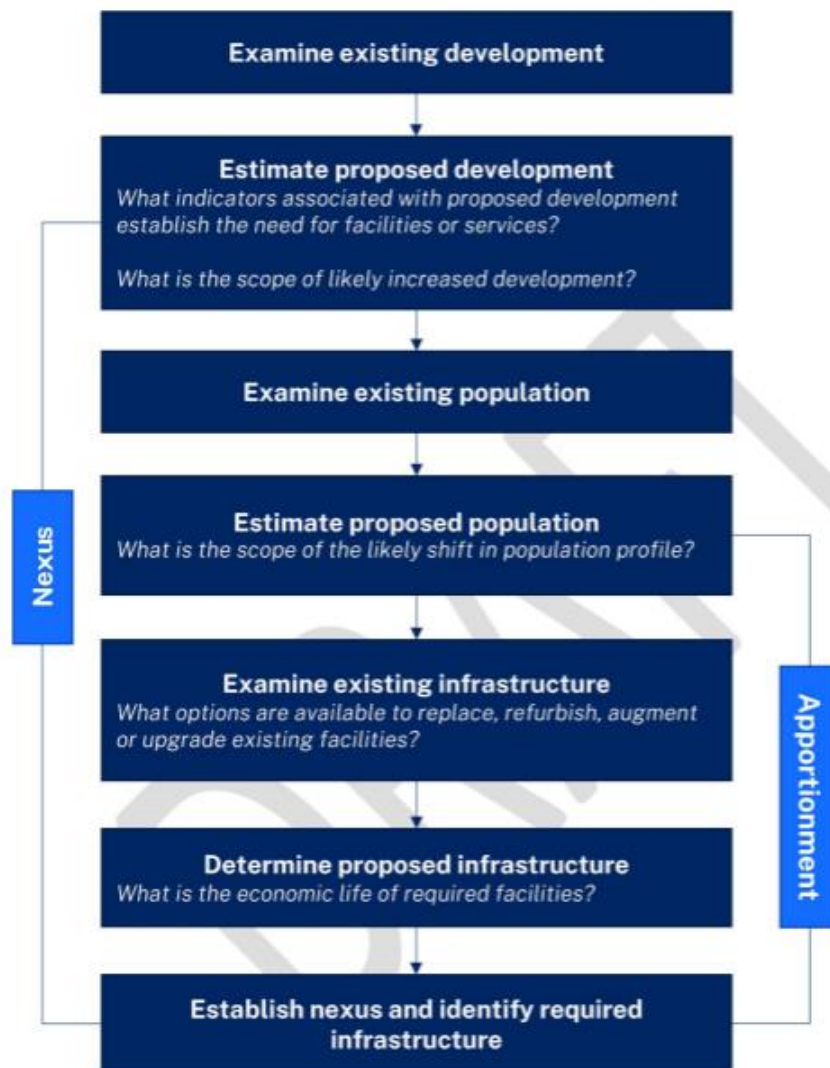 Examine existing development
Estimate proposed development
What indicators associated with proposed development
establish the need for facilities or services?
What is the scope of likely increased development?
Examine existing population
Estimate proposed population
What is the scope of the likely shift in population profile?
Nexus
Examine existing infrastructure
What options are available to replace, refurbish, augment
or upgrade existing facilities?
Apportionment
Determine proposed infrastructure
What is the economic life of required facilities?
Establish nexus and identify required
infrastructure
DRAFT